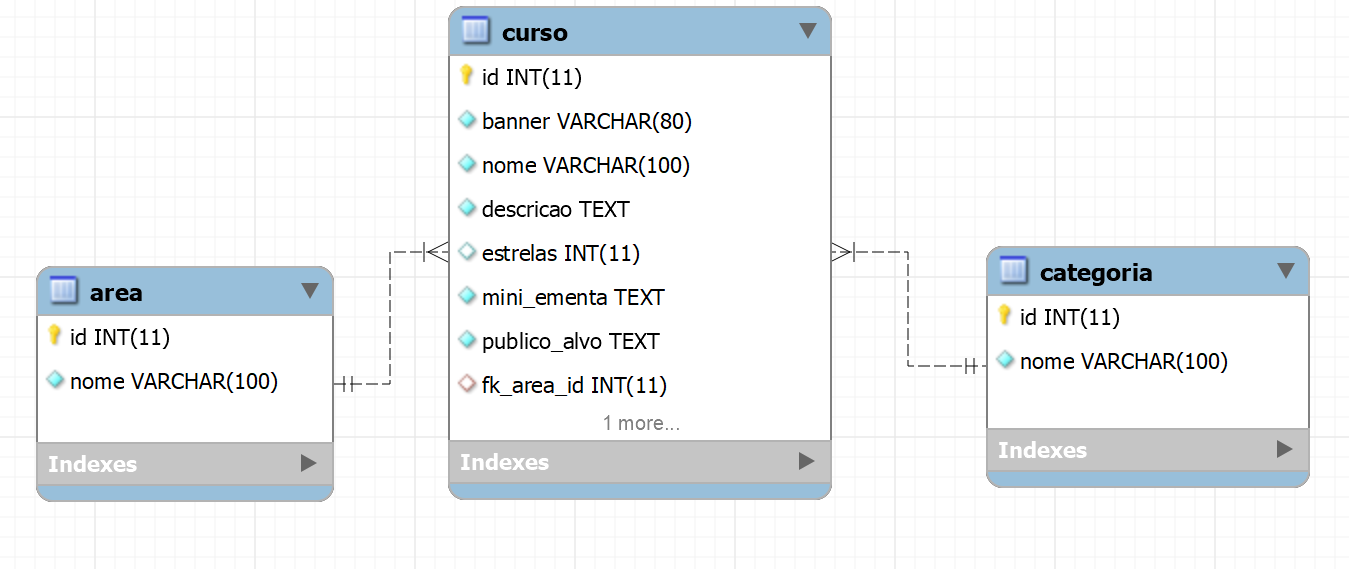 curso
id INT(11)
banner VARCHAR(80)
nome VARCHAR(100)
descricao TEXT
estrelas INT(11)
mini_ementa TEXT
publico_alvo TEXT
fk_area_id INT(11)
1 more...
Indexes
area
id INT(11)
nome VARCHAR(100)
Indexes
categoria
id INT(11)
nome VARCHAR(100)
Indexes